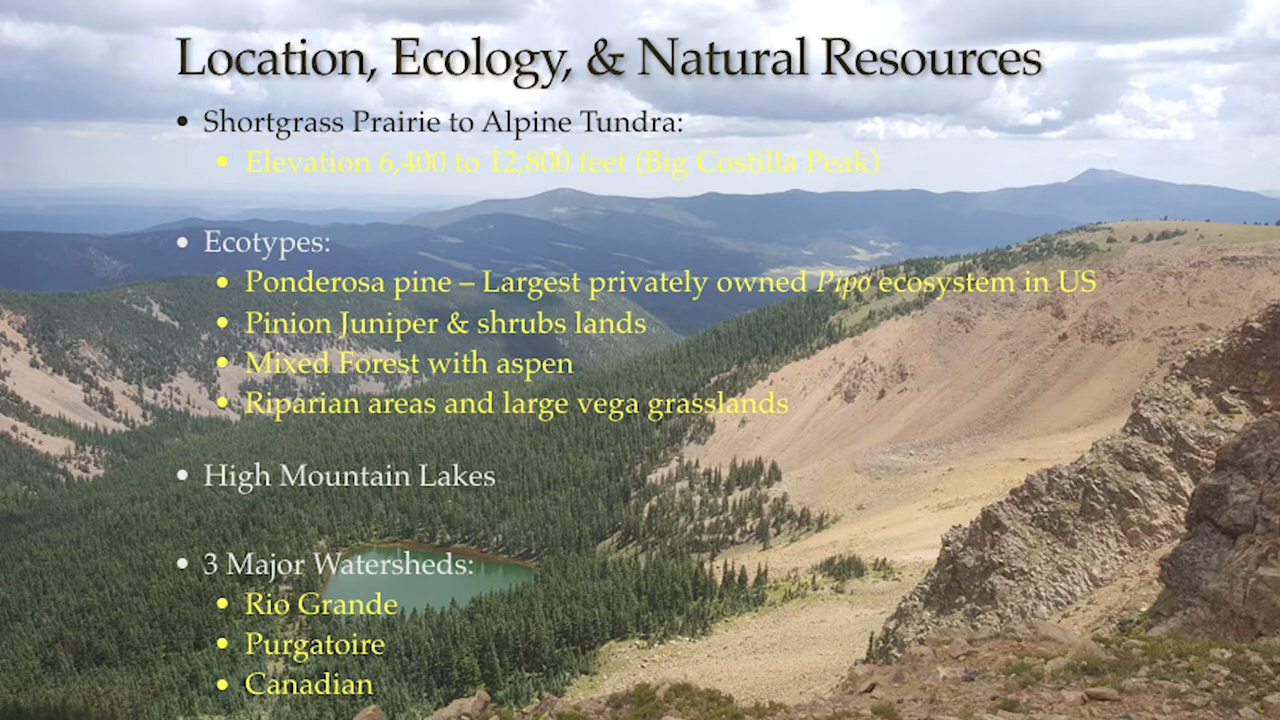 Location, Ecology, & Natural Resources
• Shortgrass Prairie to Alpine Tundra:
• Elevation 6,400 to 12,800 feet (Big Costilla Peak)
• Ecotypes:
• Ponderosa pine – Largest privately owned Pipo ecosystem in US
• Pinion Juniper & shrubs lands
• Mixed Forest with aspen
• Riparian areas and large vega grasslands
• High Mountain Lakes
• 3 Major Watersheds:
• Rio Grande
• Purgatoire
• Canadian